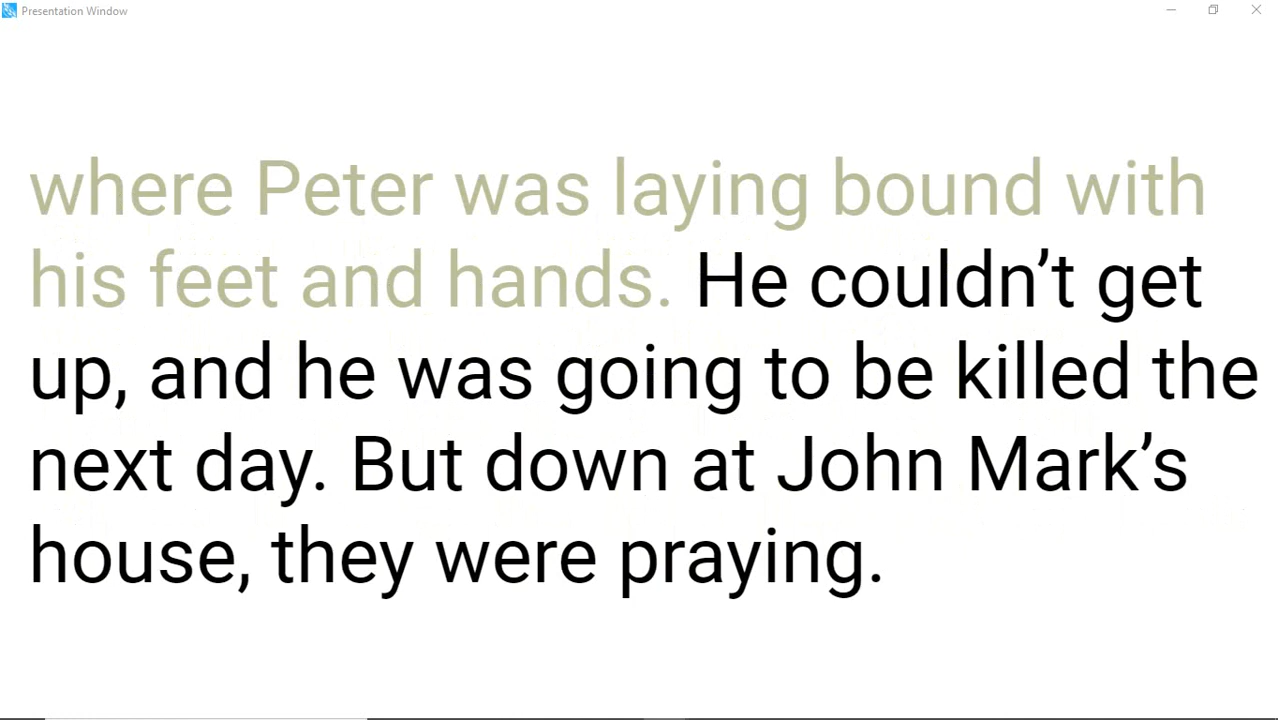 Presentation Window
where Peter was laying bound with
his feet and hands. He couldn’t get
up, and he was going to be killed the
next day. But down at John Mark’s
house, they were praying.